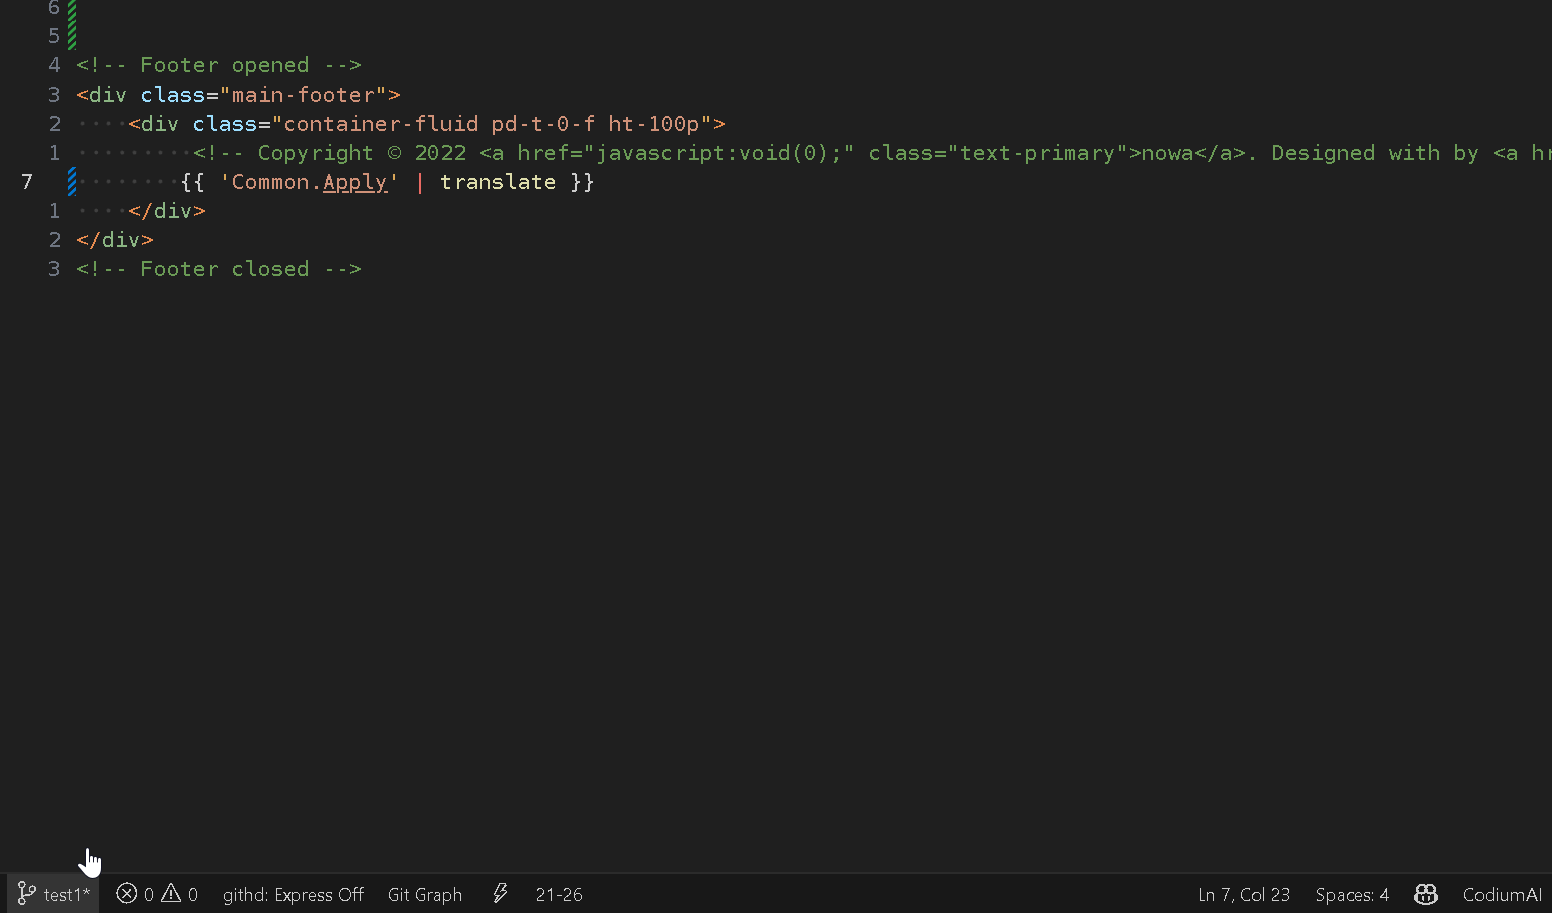 6
5
4 <!-- Footer opened -->
3 <div class="main-footer">
2 ····<div class="container-fluid pd-t-0-f ht-100p">
1 ·········<!-- Copyright © 2022 <a href="javascript:void(0);" class="text-primary">nowa</a>. Designed with by <a hr
7 ········{{ 'Common.Apply' | translate }}
1 ····</div>
2 </div>
3 <!-- Footer closed -->
test1* 0 0 githd: Express Off Git Graph 21-26 Ln 7, Col 23 Spaces: 4 CodiumAI